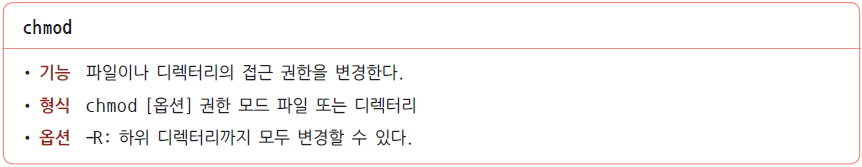 chmod
• 기능 파일이나 디렉터리의 접근 권한을 변경한다.
• 형식 chmod [옵션] 권한 모드 파일 또는 디렉터리
• 옵션 -R: 하위 디렉터리까지 모두 변경할 수 있다.